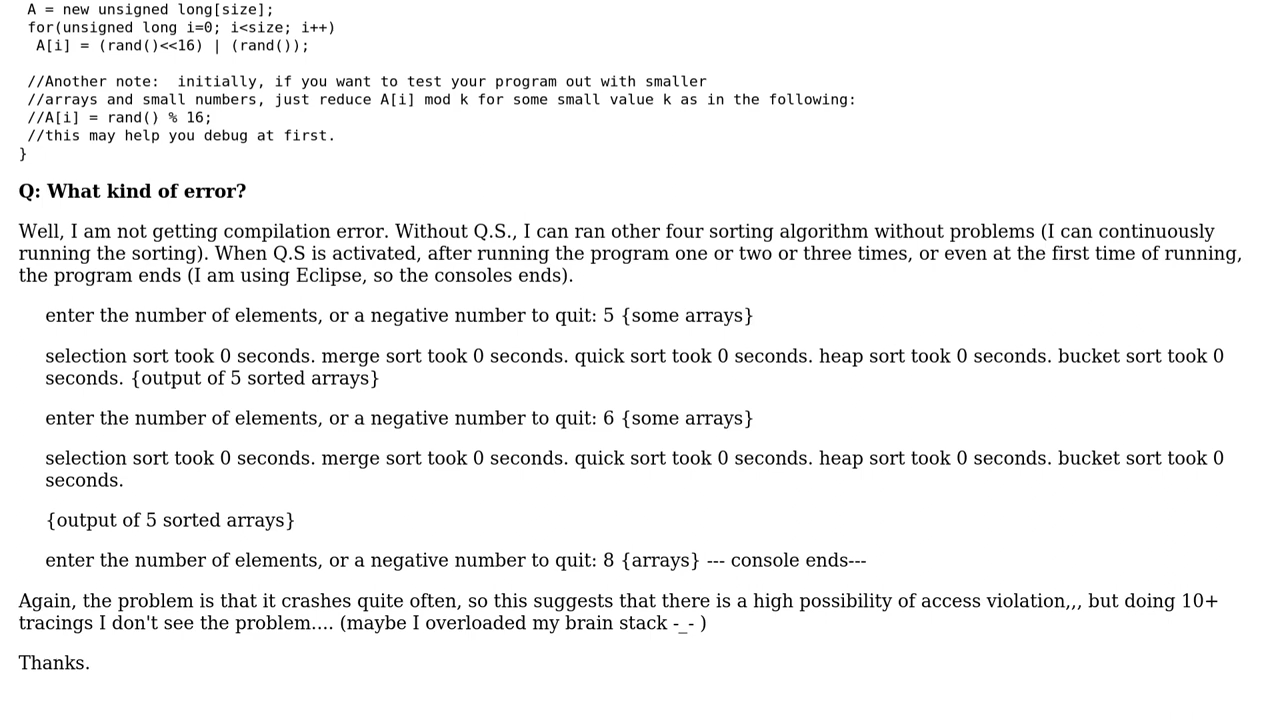 A = new unsigned long[size];
for(unsigned long i=0; i<size; i++)
A[i] = (rand()<<16) | (rand());
//Another note:  initially, if you want to test your program out with smaller
//arrays and small numbers, just reduce A[i] mod k for some small value k as in the following:
//A[i] = rand() % 16;
//this may help you debug at first.
}
Q: What kind of error?
Well, I am not getting compilation error. Without Q.S., I can ran other four sorting algorithm without problems (I can continuously
running the sorting). When Q.S is activated, after running the program one or two or three times, or even at the first time of running,
the program ends (I am using Eclipse, so the consoles ends).
enter the number of elements, or a negative number to quit: 5 {some arrays}
selection sort took 0 seconds. merge sort took 0 seconds. quick sort took 0 seconds. heap sort took 0 seconds. bucket sort took 0
seconds. {output of 5 sorted arrays}
enter the number of elements, or a negative number to quit: 6 {some arrays}
selection sort took 0 seconds. merge sort took 0 seconds. quick sort took 0 seconds. heap sort took 0 seconds. bucket sort took 0
seconds.
{output of 5 sorted arrays}
enter the number of elements, or a negative number to quit: 8 {arrays} --- console ends---
Again, the problem is that it crashes quite often, so this suggests that there is a high possibility of access violation,,, but doing 10+
tracings I don't see the problem.... (maybe I overloaded my brain stack -_- )
Thanks.